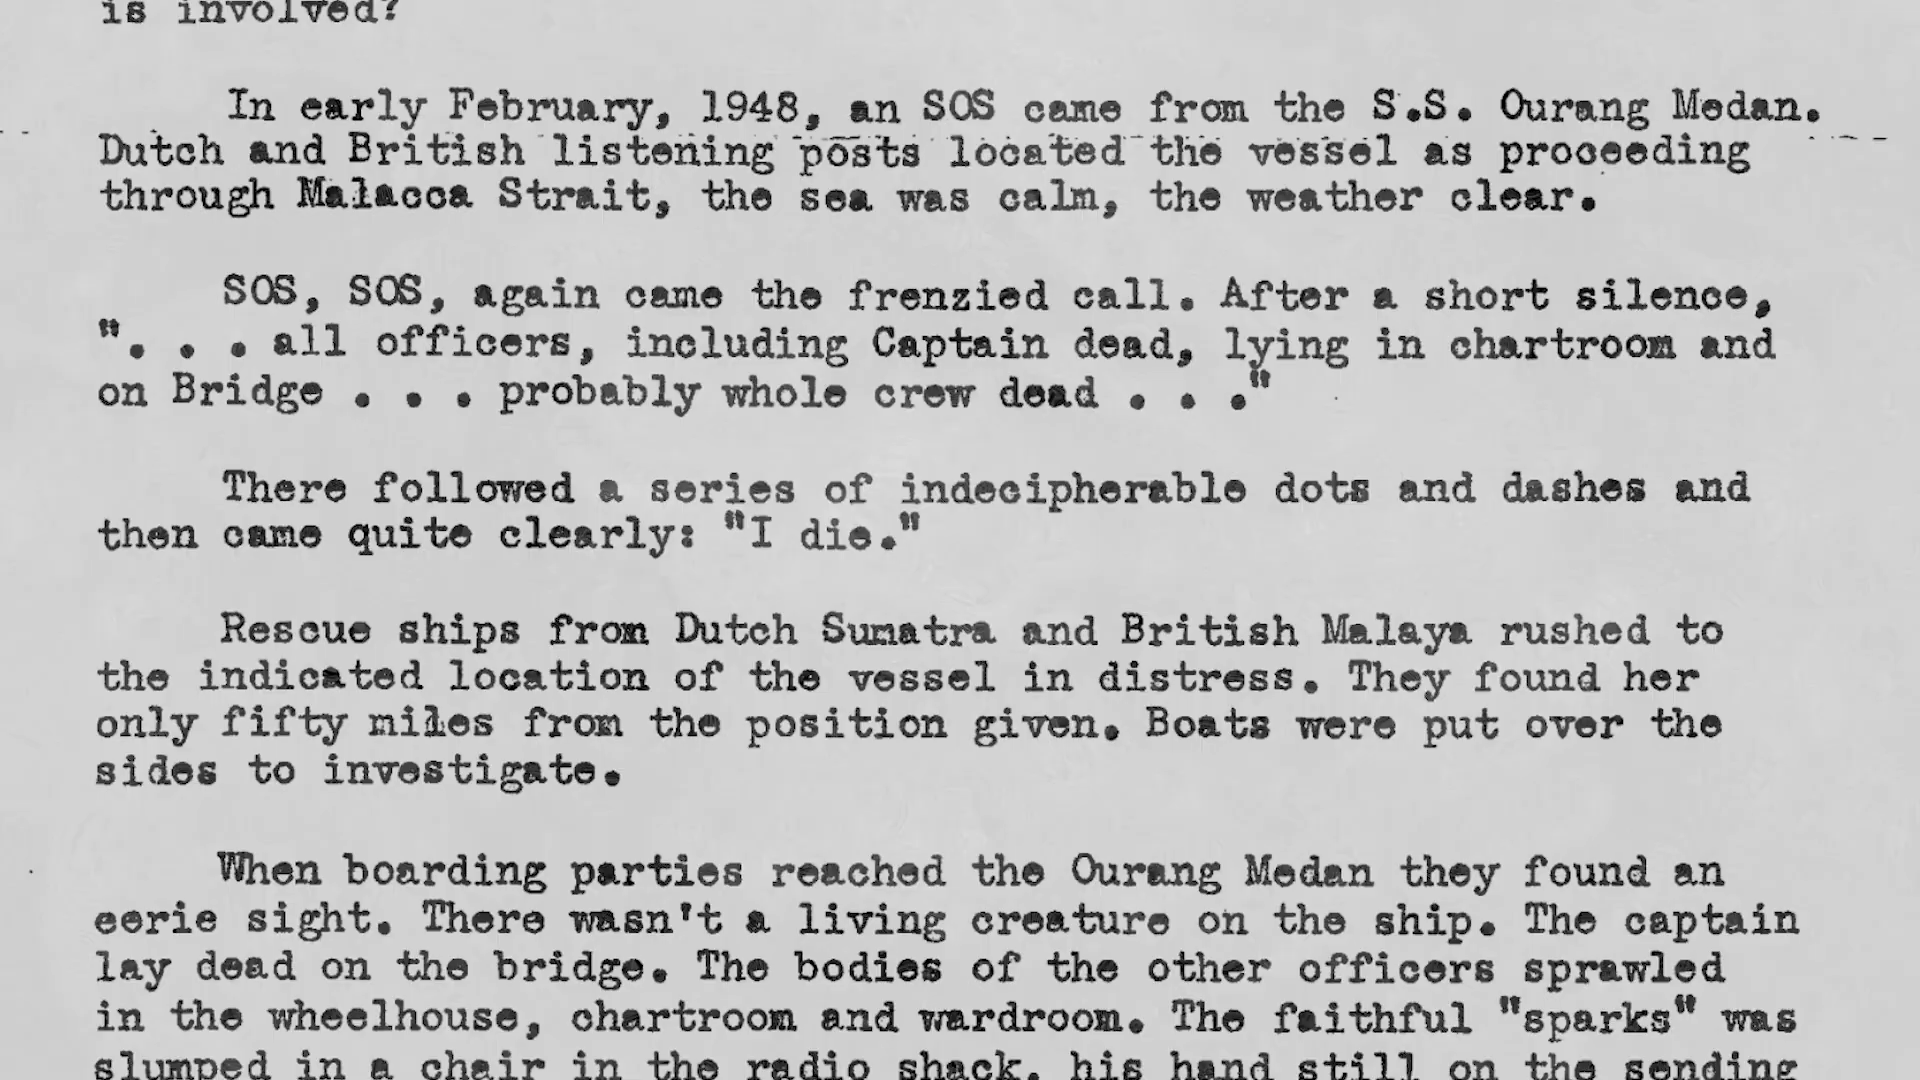 is involved?
In early February, 1948, an SOS came from the S.S. Ourang Medan.
Dutch and British listening posts located the vessel as proceeding
through Malacca Strait, the sea was calm, the weather clear.
SOS, SOS, again came the frenzied call. After a short silence,
". . . all officers, including Captain dead, lying in chartroom and
on Bridge . . . probably whole crew dead . . ."
There followed a series of indecipherable dots and dashes and
then came quite clearly: "I die."
Rescue ships from Dutch Sumatra and British Malaya rushed to
the indicated location of the vessel in distress. They found her
only fifty miles from the position given. Boats were put over the
sides to investigate.
When boarding parties reached the Ourang Medan they found an
eerie sight. There wasn't a living creature on the ship. The captain
lay dead on the bridge. The bodies of the other officers sprawled
in the wheelhouse, chartroom and wardroom. The faithful "sparks" was
slumped in a chair in the radio shack, his hand still on the sending